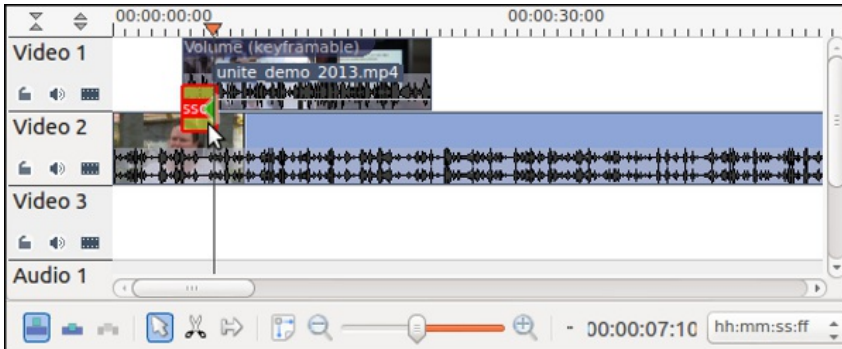 00:00:00:00 00:00:30:00
Video 1
Volume (keyframable)
unite_demo_2013.mp4
Video 2
Video 3
Audio 1
- 00:00:07:10 hh:mm:ss:ff